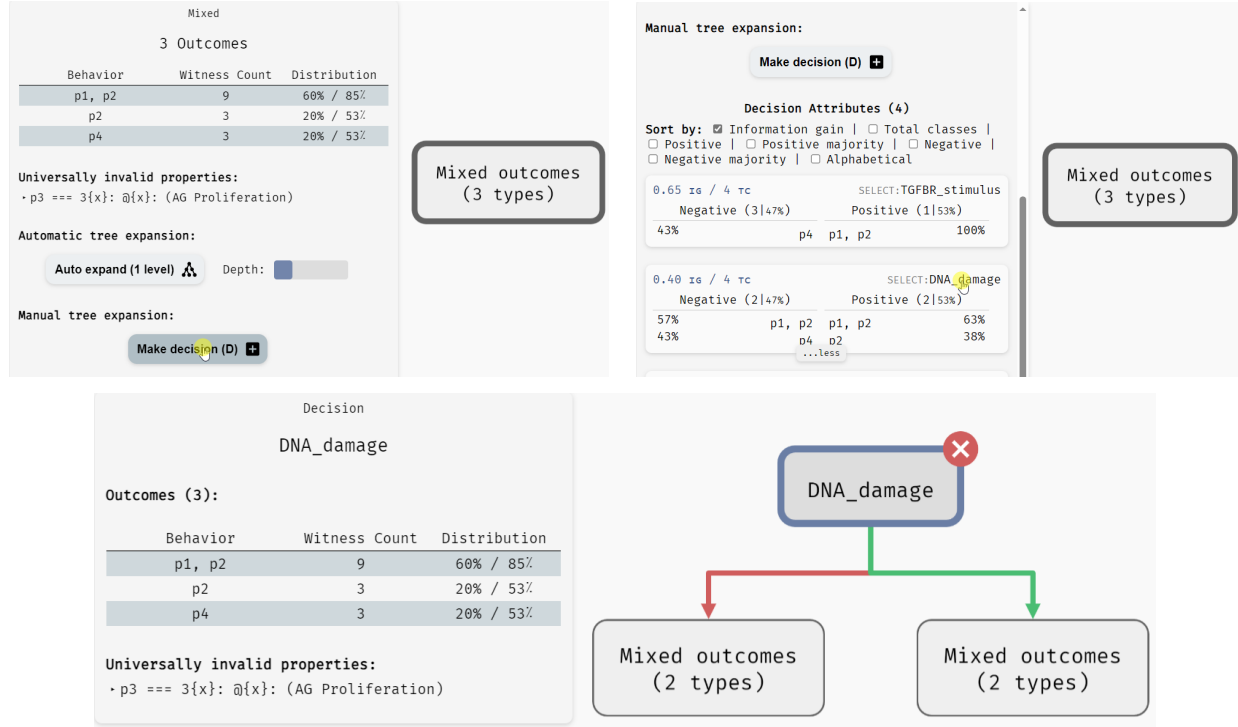 Mixed
3 Outcomes
Behavior Witness Count Distribution
p1, p2 9 60% / 85%
p2 3 20% / 53%
p4 3 20% / 53%
Universally invalid properties:
‣p3 === 3{x}: @{x}: (AG Proliferation)
Automatic tree expansion:
Auto expand (1 level) Depth:
Manual tree expansion:
Make decision (D)
Mixed outcomes
(3 types)
Manual tree expansion:
Make decision (D)
Decision Attributes (4)
Sort by: Information gain | Total classes |
Positive | Positive majority | Negative |
Negative majority | Alphabetical
0.65 IG / 4 TC SELECT:TGFBR_stimulus
Negative (3|47%) Positive (1|53%)
43% p4 p1, p2 100%
0.40 IG / 4 TC SELECT:DNA_damage
Negative (2|47%) Positive (2|53%)
57% p1, p2 p1, p2 63%
43% p4 p2 38%
...less
Mixed outcomes
(3 types)
Decision
DNA_damage
Outcomes (3):
Behavior Witness Count Distribution
p1, p2 9 60% / 85%
p2 3 20% / 53%
p4 3 20% / 53%
Universally invalid properties:
‣p3 === 3{x}: @{x}: (AG Proliferation)
DNA_damage
Mixed outcomes
(2 types)
Mixed outcomes
(2 types)